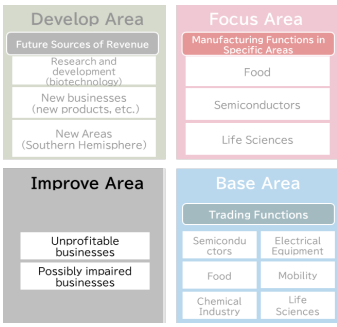 Develop Area
Future Sources of Revenue
Research and
development
(biotechnology)
New businesses
(new products, etc.)
New Areas
(Southern Hemisphere)
Focus Area
Manufacturing Functions in
Specific Areas
Food
Semiconductors
Life Sciences
Improve Area
Unprofitable
businesses
Possibly impaired
businesses
Base Area
Trading Functions
Semicondu
ctors
Electrical
Equipment
Food
Mobility
Chemical
Industry
Life
Sciences